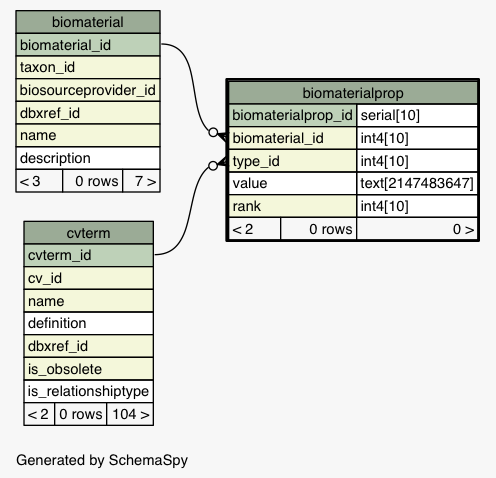 biomaterial
biomaterial_id
taxon_id
biosourceprovider_id
dbxref_id
name
description
< 3 0 rows 7 >
biomaterialprop
biomaterialprop_id serial[10]
biomaterial_id int4[10]
type_id int4[10]
value text[2147483647]
rank int4[10]
< 2 0 rows 0 >
cvterm
cvterm_id
cv_id
name
definition
dbxref_id
is_obsolete
is_relationshiptype
< 2 0 rows 104 >
Generated by SchemaSpy